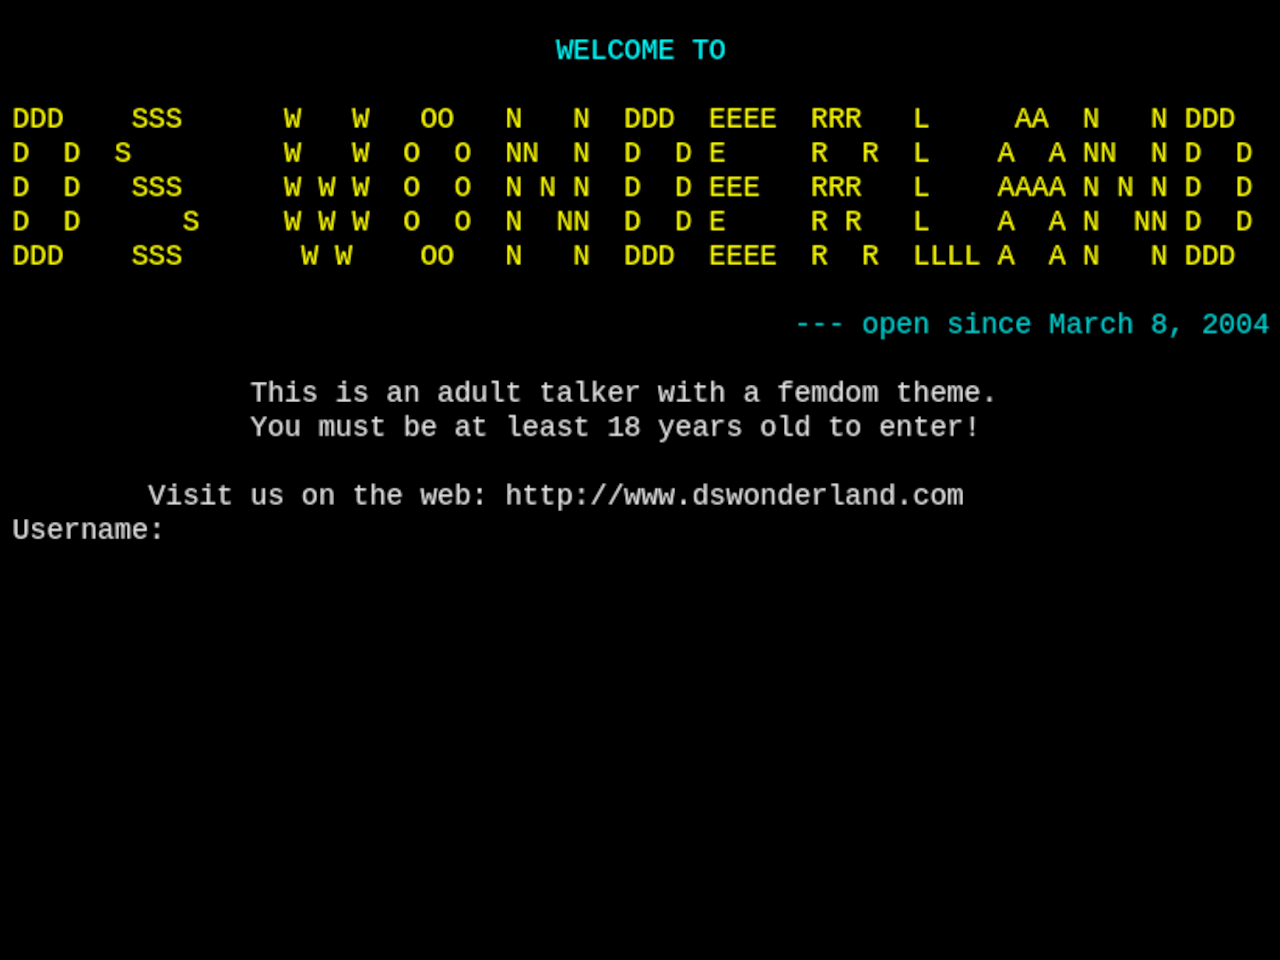 WELCOME TO
DDD    SSS      W   W   OO   N   N  DDD  EEEE  RRR   L     AA  N   N DDD
D  D  S         W   W  O  O  NN  N  D  D E     R  R  L    A  A NN  N D  D
D  D   SSS      W W W  O  O  N N N  D  D EEE   RRR   L    AAAA N N N D  D
D  D      S     W W W  O  O  N  NN  D  D E     R R   L    A  A N  NN D  D
DDD    SSS       W W    OO   N   N  DDD  EEEE  R  R  LLLL A  A N   N DDD
--- open since March 8, 2004
This is an adult talker with a femdom theme.
You must be at least 18 years old to enter!
Visit us on the web: http://www.dswonderland.com
Username: